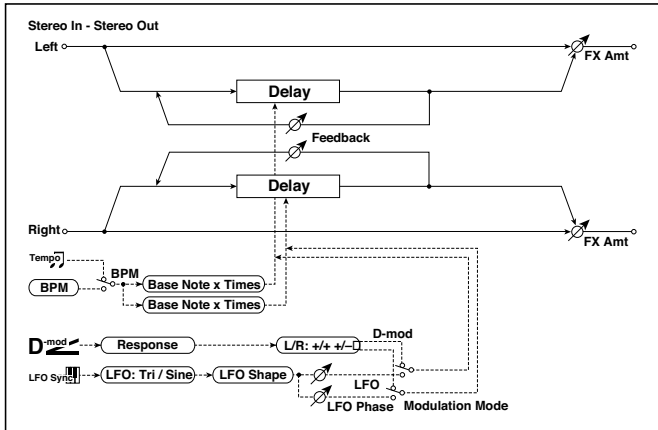 Stereo In - Stereo Out
Left
FX Amt
Delay
Feedback
Delay
Right
FX Amt
Tempo
BPM
BPM
Base Note x Times
Base Note x Times
D-mod
D-mod
Response
L/R: +/+ +/–
LFO Sync
LFO: Tri / Sine
LFO Shape
LFO
LFO Phase
Modulation Mode